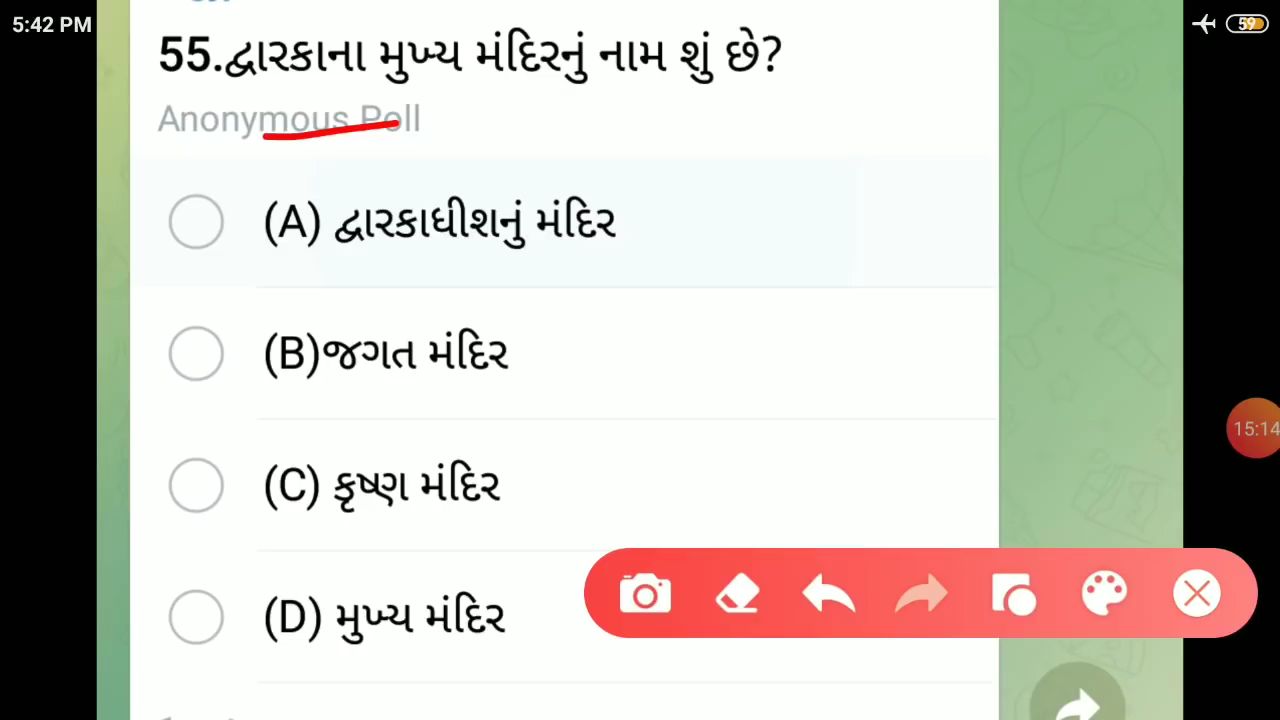 5:42 PM
59
55.દ્વારકાના મુખ્ય મંદિરનું નામ શું છે?
Anonymous Poll
(A) દ્વારકાધીશનું મંદિર
(B)જગત મંદિર
(C) કૃષ્ણ મંદિર
15:14
(D) મુખ્ય મંદિર